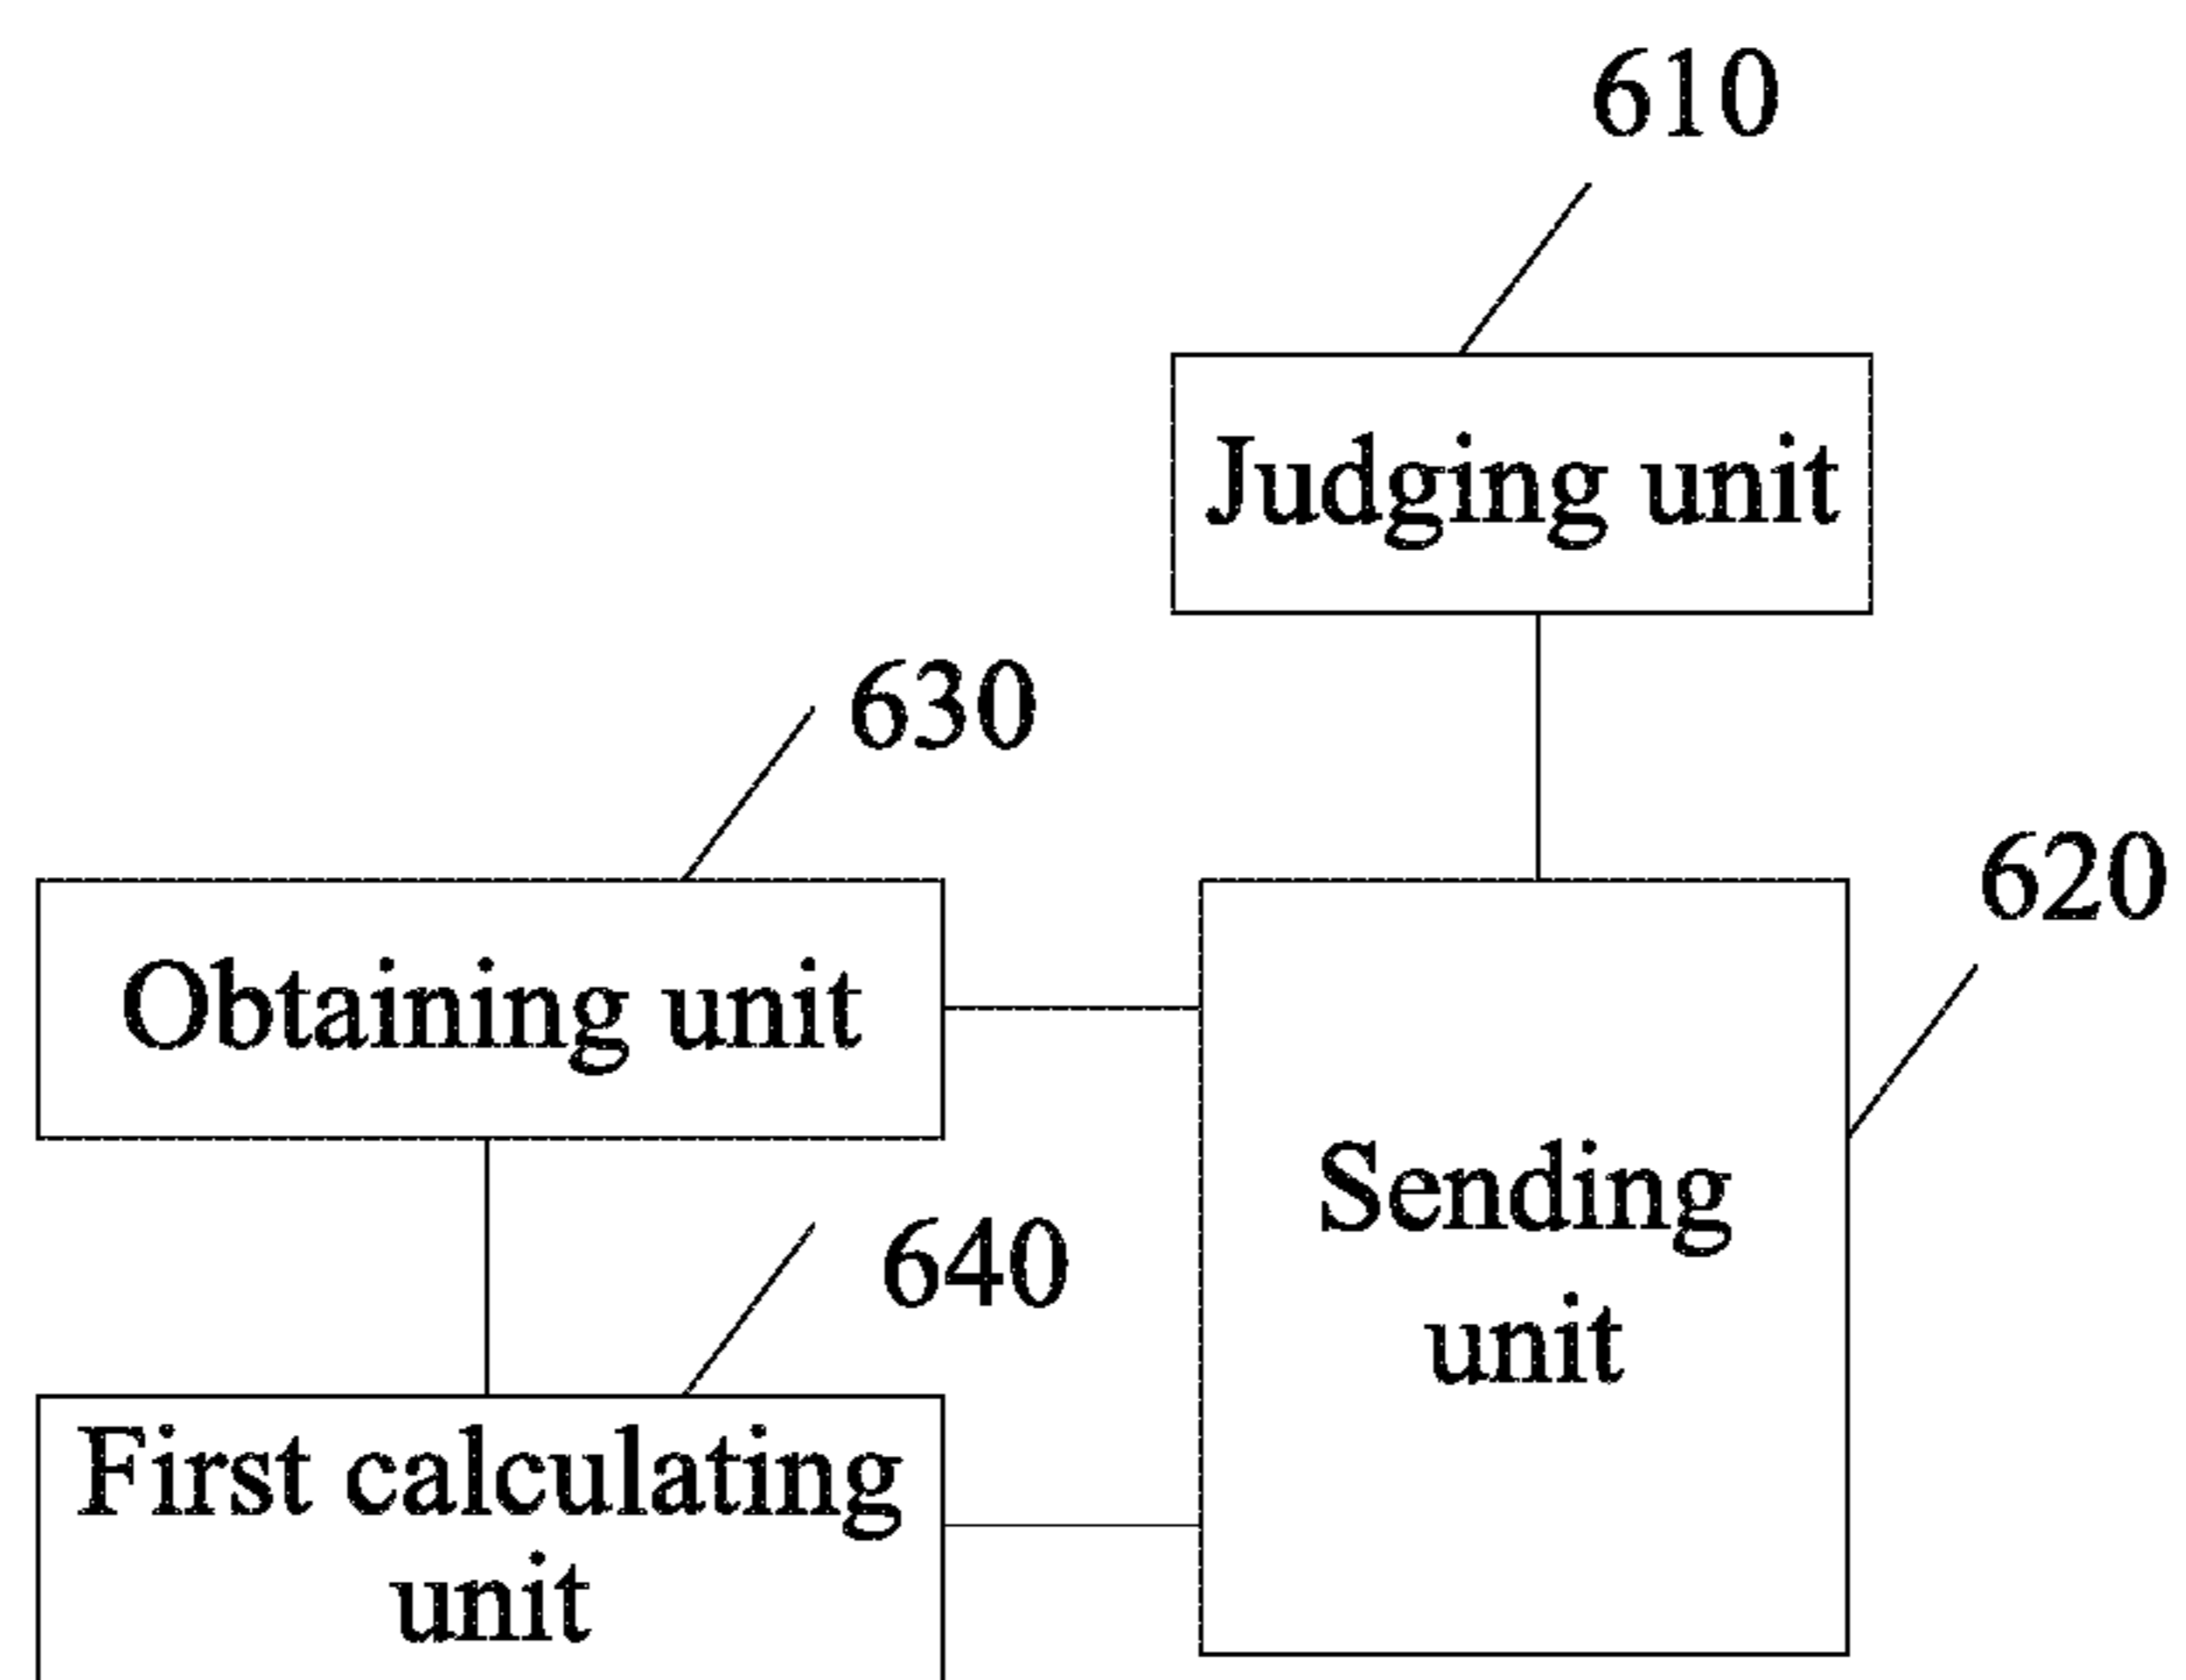 610
Judging unit
630
620
Obtaining unit
Sending
unit
640
First calculating
unit